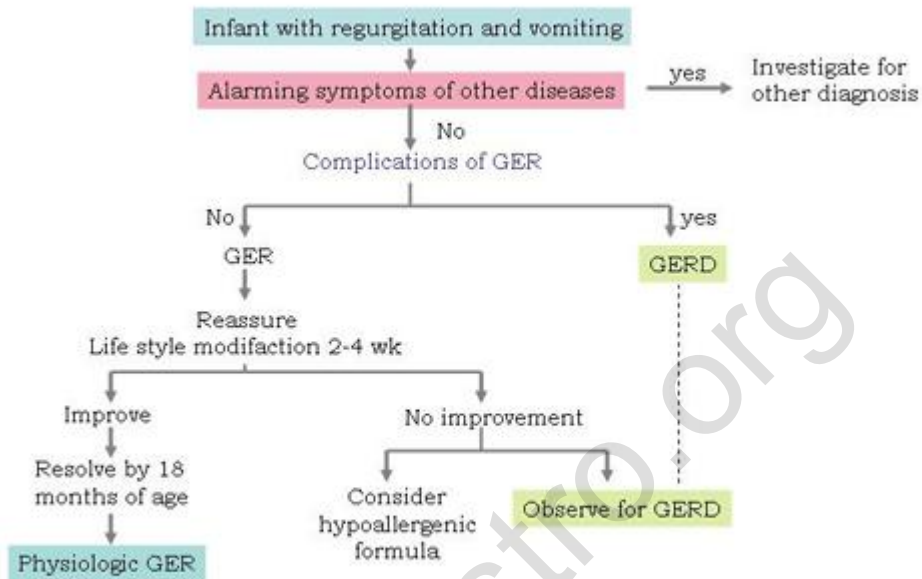 Infant with regurgitation and vomiting
Alarming symptoms of other diseases
yes
Investigate for
other diagnosis
No
Complications of GER
No
yes
GER
GERD
Reassure
Life style modifaction 2-4 wk
Improve
No improvement
Resolve by 18
months of age
Consider
hypoallergenic
formula
Observe for GERD
Physiologic GER
stro.org